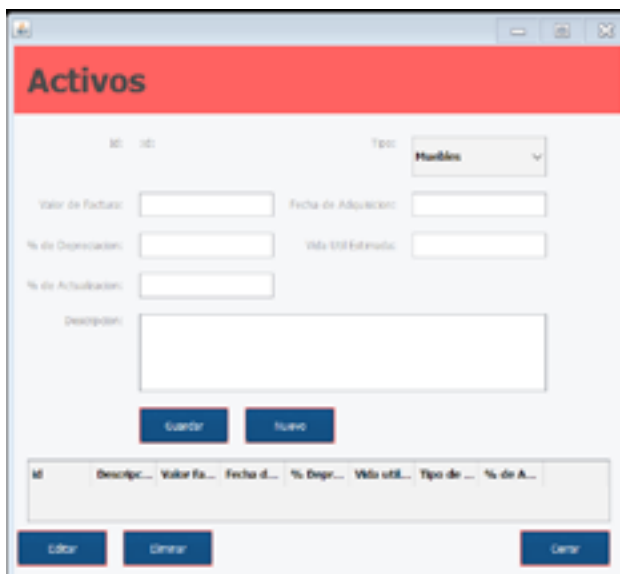 Activos
Id: Id: Tipo: Muebles
Valor de Factura: Fecha de Adquisicion:
% de Depreciacion: Vida Util Estimada:
% de Actualizacion:
Descripcion:
Guardar Nuevo
Id Descripc... Valor Fa... Fecha d... % Depr... Vida util... Tipo de ... % de A...
Editar Eliminar Cerrar